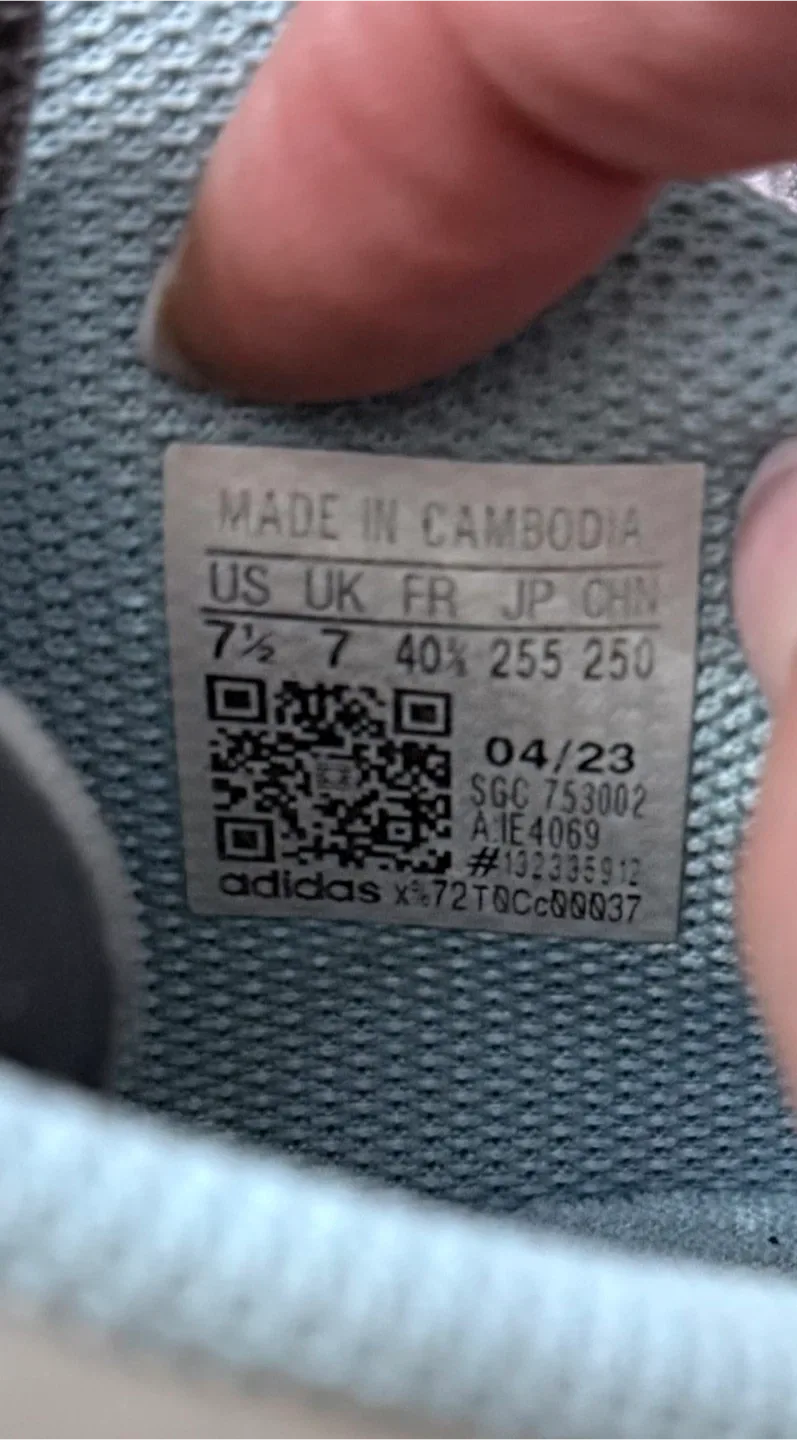 MADE IN CAMBODIA
US UK FR JP CHN
7½ 7 40⅔ 255 250
04/23
SGC 753002
A:IE4069
#132335912
adidas x%72T0Cc00037